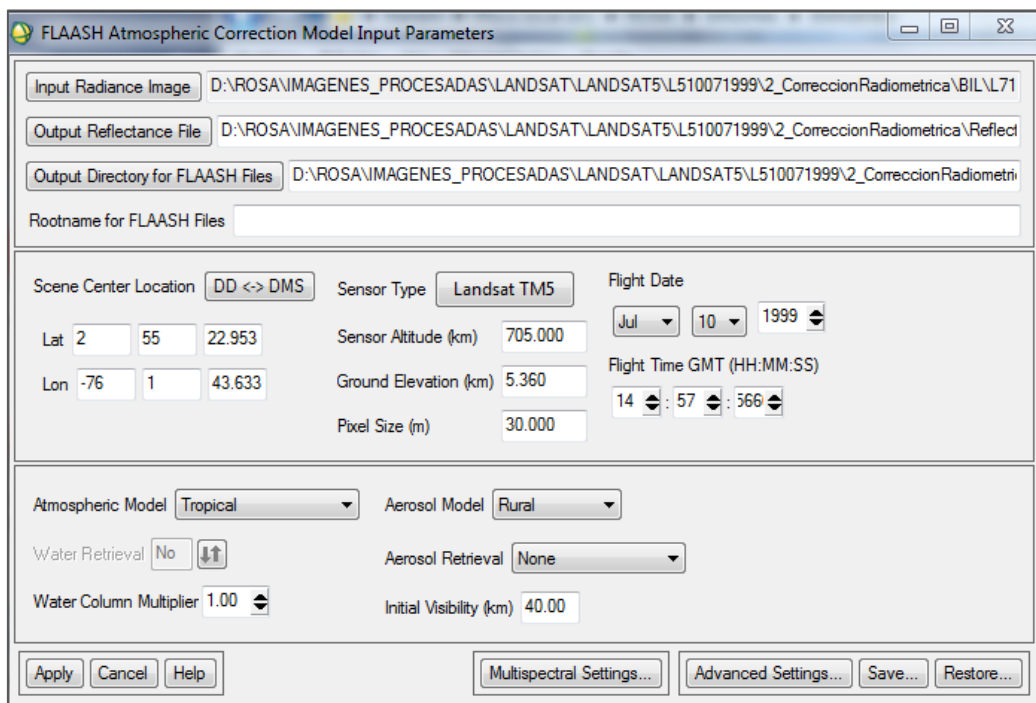 FLAASH Atmospheric Correction Model Input Parameters
Input Radiance Image D:\ROSA\IMAGENES_PROCESADAS\LANDSAT\LANDSAT5\L510071999\2_CorreccionRadiometrica\BIL\L71
Output Reflectance File D:\ROSA\IMAGENES_PROCESADAS\LANDSAT\LANDSAT5\L510071999\2_CorreccionRadiometrica\Reflect
Output Directory for FLAASH Files D:\ROSA\IMAGENES_PROCESADAS\LANDSAT\LANDSAT5\L510071999\2_CorreccionRadiometri
Rootname for FLAASH Files
Scene Center Location DD <-> DMS
Lat 2 55 22.953
Lon -76 1 43.633
Sensor Type Landsat TM5
Sensor Altitude (km) 705.000
Ground Elevation (km) 5.360
Pixel Size (m) 30.000
Flight Date
Jul 10 1999
Flight Time GMT (HH:MM:SS)
14 : 57 : 566
Atmospheric Model Tropical
Water Retrieval No
Water Column Multiplier 1.00
Aerosol Model Rural
Aerosol Retrieval None
Initial Visibility (km) 40.00
Apply Cancel Help Multispectral Settings... Advanced Settings... Save... Restore...